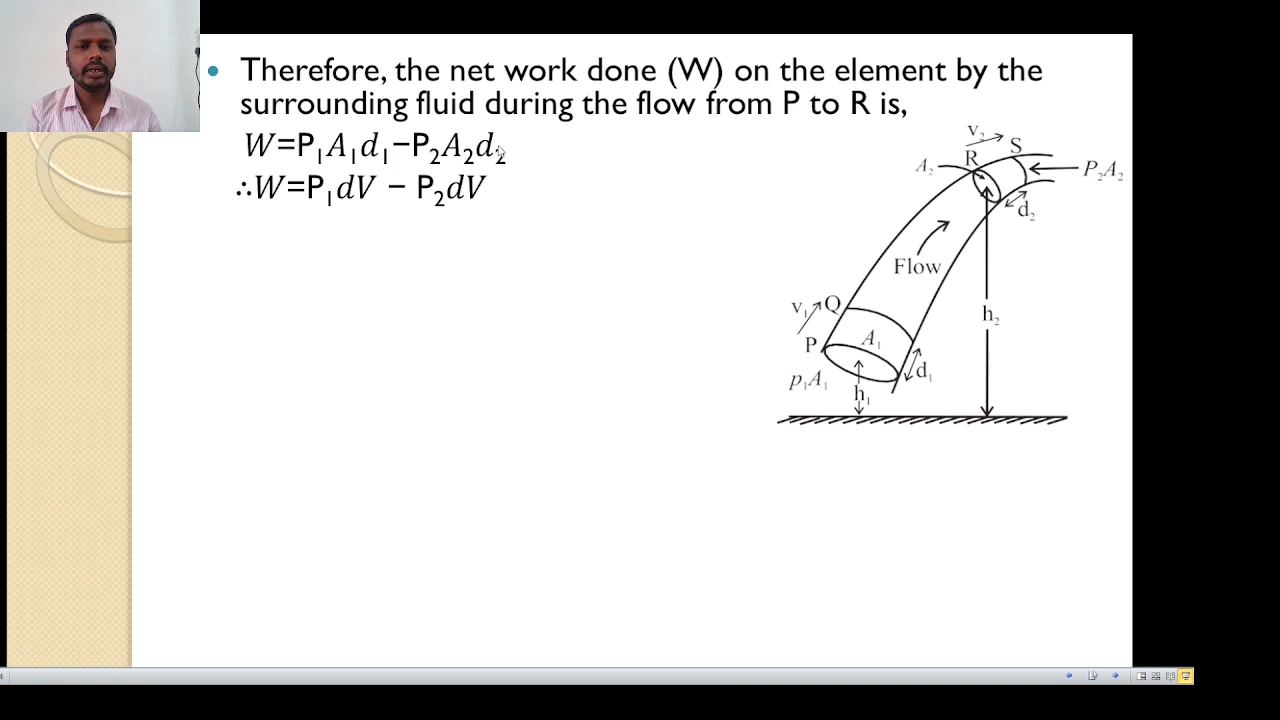 • Therefore, the net work done (W) on the element by the
surrounding fluid during the flow from P to R is,
W=P₁A₁d₁−P₂A₂d₂
∴W=P₁dV − P₂dV
v₂
S
R
A₂
P₂A₂
d₂
Flow
v₁
Q
h₂
P
A₁
d₁
p₁A₁
h₁